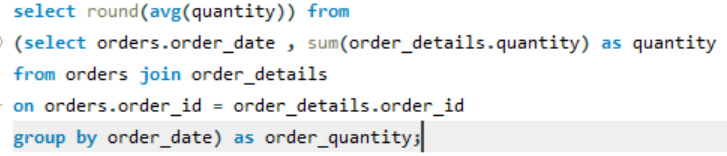 select round(avg(quantity)) from
(select orders.order_date , sum(order_details.quantity) as quantity
from orders join order_details
on orders.order_id = order_details.order_id
group by order_date) as order_quantity;